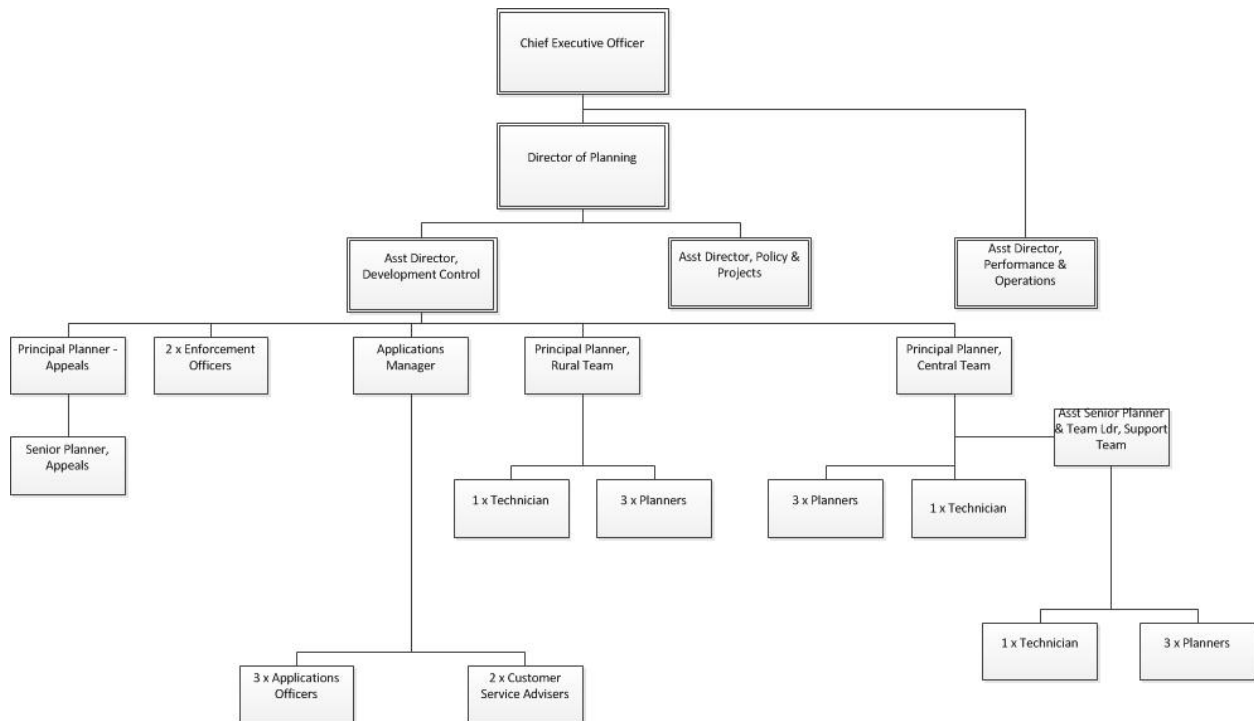 Chief Executive Officer
Director of Planning
Asst Director,
Development Control
Asst Director, Policy &
Projects
Asst Director,
Performance &
Operations
Principal Planner -
Appeals
2 x Enforcement
Officers
Applications
Manager
Principal Planner,
Rural Team
Principal Planner,
Central Team
Asst Senior Planner
& Team Ldr, Support
Team
Senior Planner,
Appeals
1 x Technician
3 x Planners
3 x Planners
1 x Technician
1 x Technician
3 x Planners
3 x Applications
Officers
2 x Customer
Service Advisers